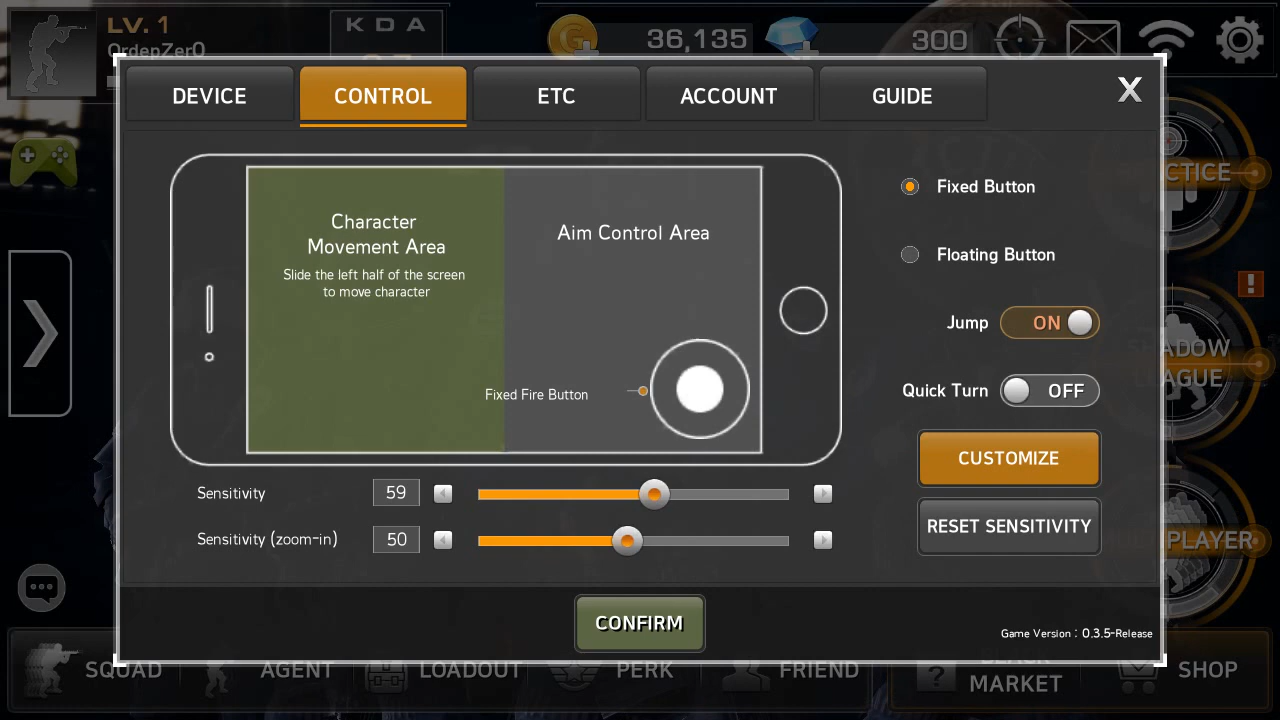 LV. 1
OrdepZer0
K D A
36,135
300
DEVICE
CONTROL
ETC
ACCOUNT
GUIDE
X
Character
Movement Area
Slide the left half of the screen
to move character
Aim Control Area
Fixed Fire Button
Fixed Button
Floating Button
Jump
ON
Quick Turn
OFF
CUSTOMIZE
RESET SENSITIVITY
Sensitivity
59
Sensitivity (zoom-in)
50
CONFIRM
Game Version : 0.3.5-Release
SHADOW
LEAGUE
SQUAD
AGENT
LOADOUT
PERK
FRIEND
BLACK
MARKET
SHOP